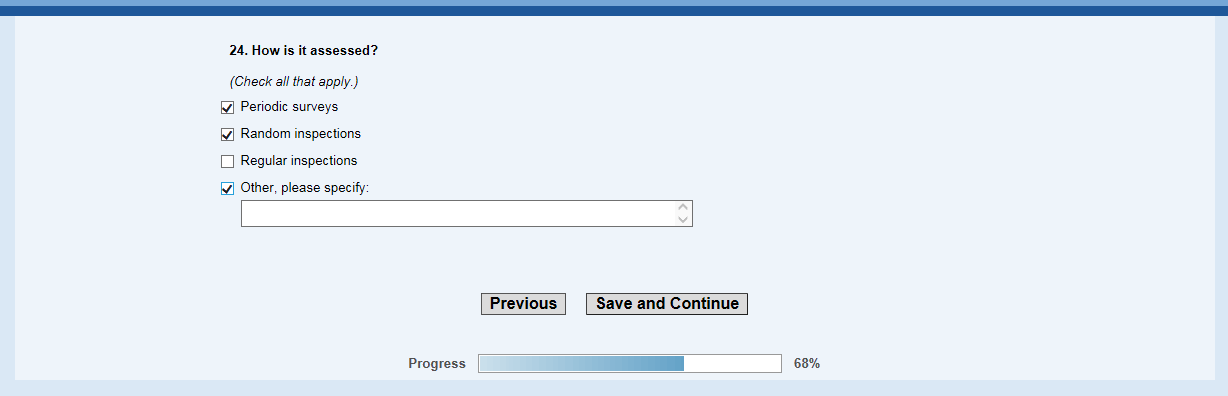 24. How is it assessed?
(Check all that apply.)
Periodic surveys
Random inspections
Regular inspections
Other, please specify:
Previous
Save and Continue
Progress
68%